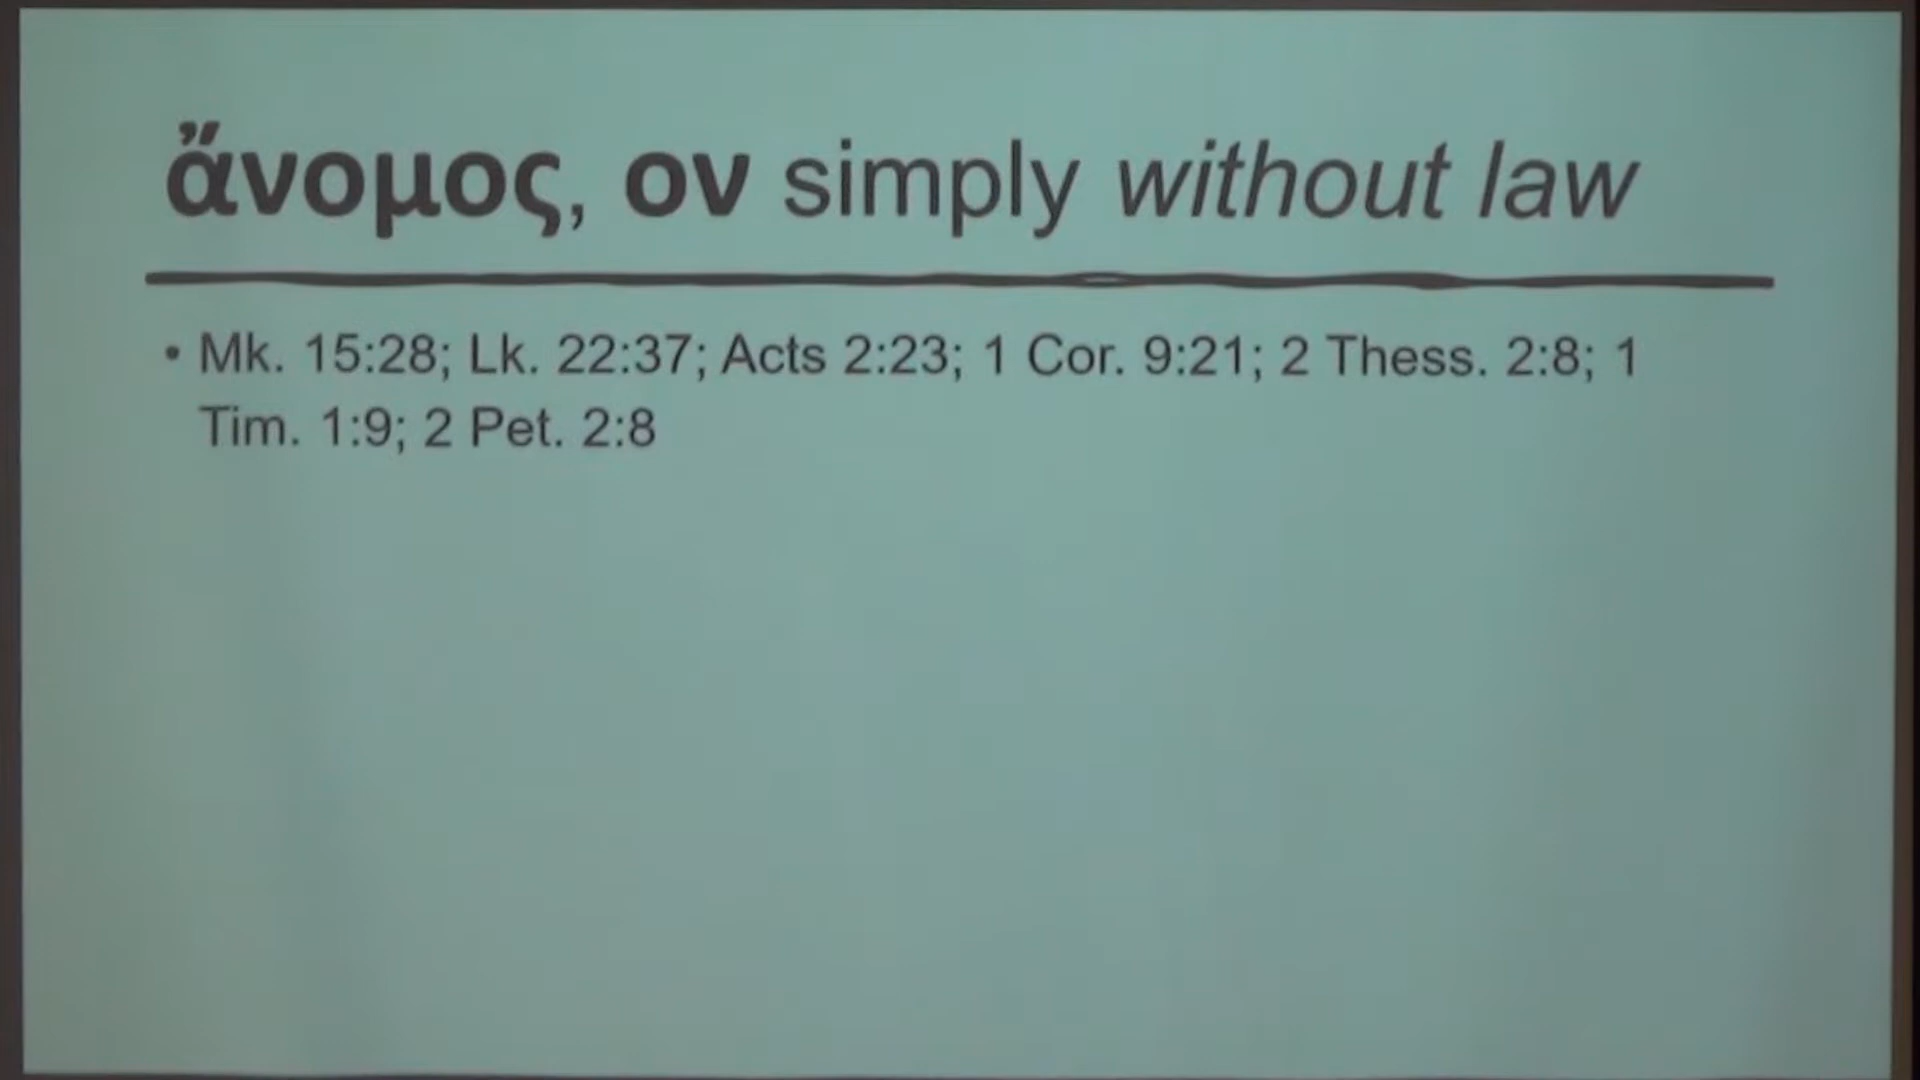 ἄνομος, ον simply without law
• Mk. 15:28; Lk. 22:37; Acts 2:23; 1 Cor. 9:21; 2 Thess. 2:8; 1
Tim. 1:9; 2 Pet. 2:8